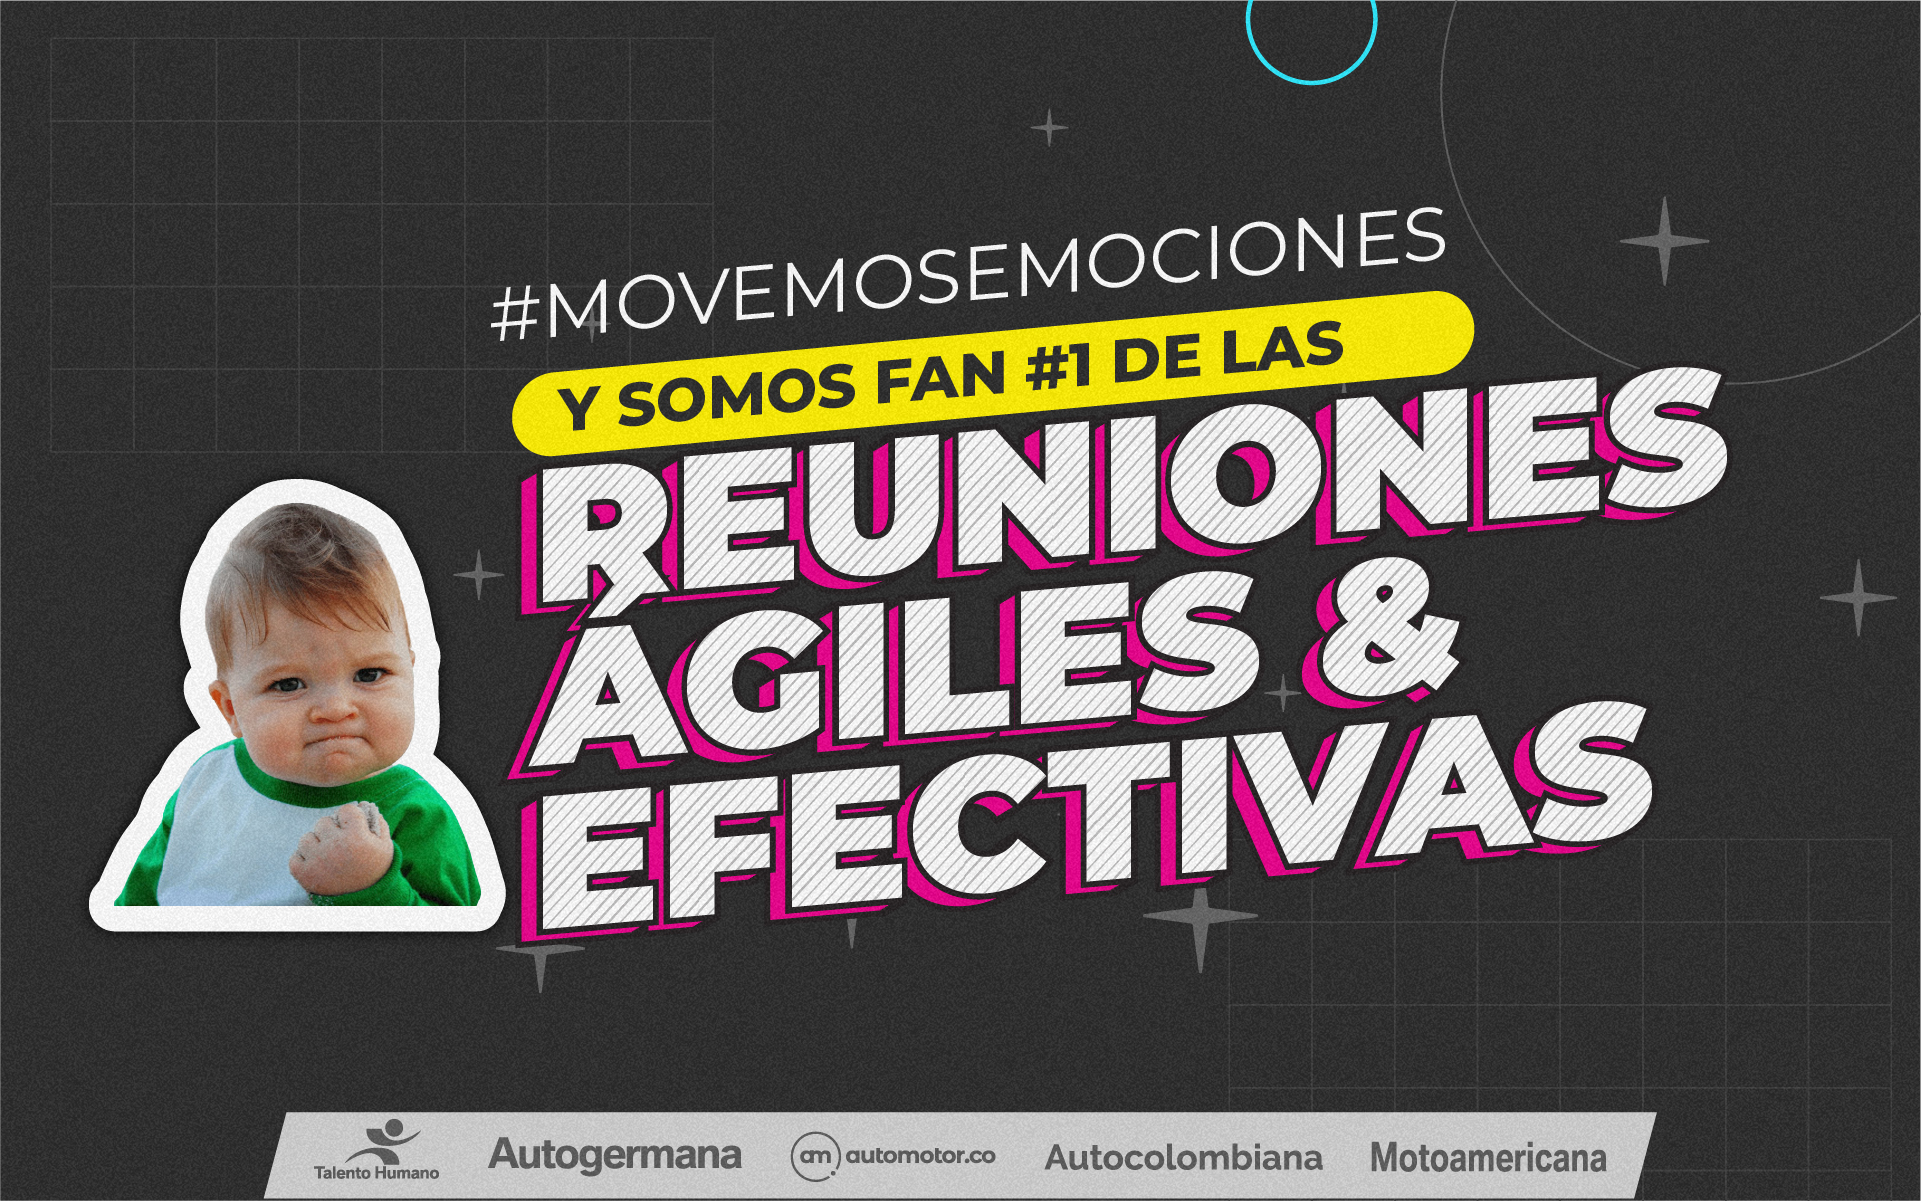 #MOVEMOSEMOCIONES
Y SOMOS FAN #1 DE LAS
REUNIONES
ÁGILES &
EFECTIVAS
Talento Humano
Autogermana
am automotor.co
Autocolombiana
Motoamericana